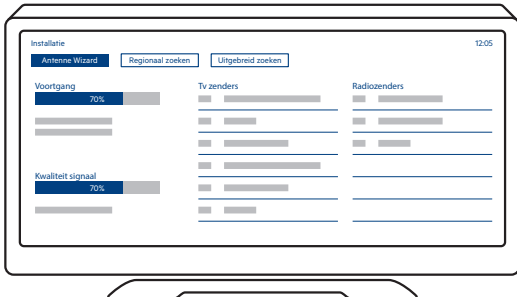 Installatie 12:05
Antenne Wizard Regionaal zoeken Uitgebreid zoeken
Voortgang Tv zenders Radiozenders
70%
Kwaliteit signaal
70%